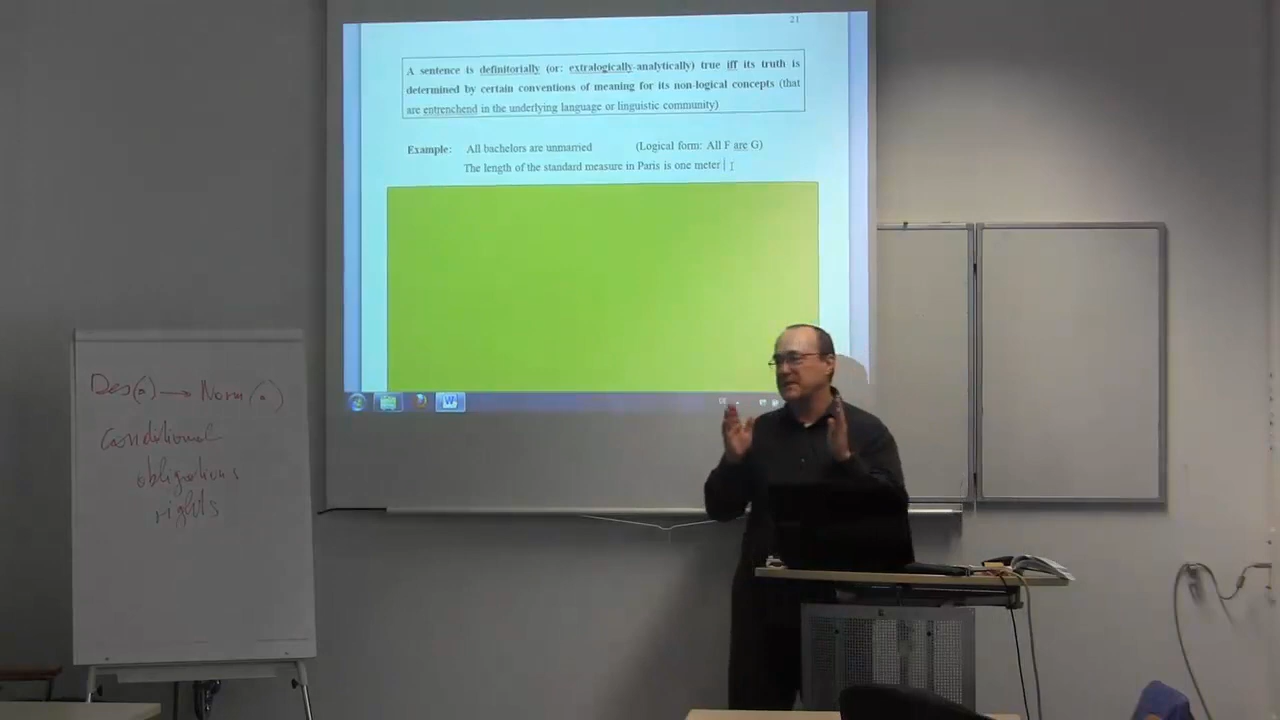 21
A sentence is definitorially (or: extralogically-analytically) true iff its truth is
determined by certain conventions of meaning for its non-logical concepts (that
are entrenchend in the underlying language or linguistic community)
Example: All bachelors are unmarried (Logical form: All F are G)
The length of the standard measure in Paris is one meter
DE
Des(a) → Norm(a)
conditional
obligations
rights